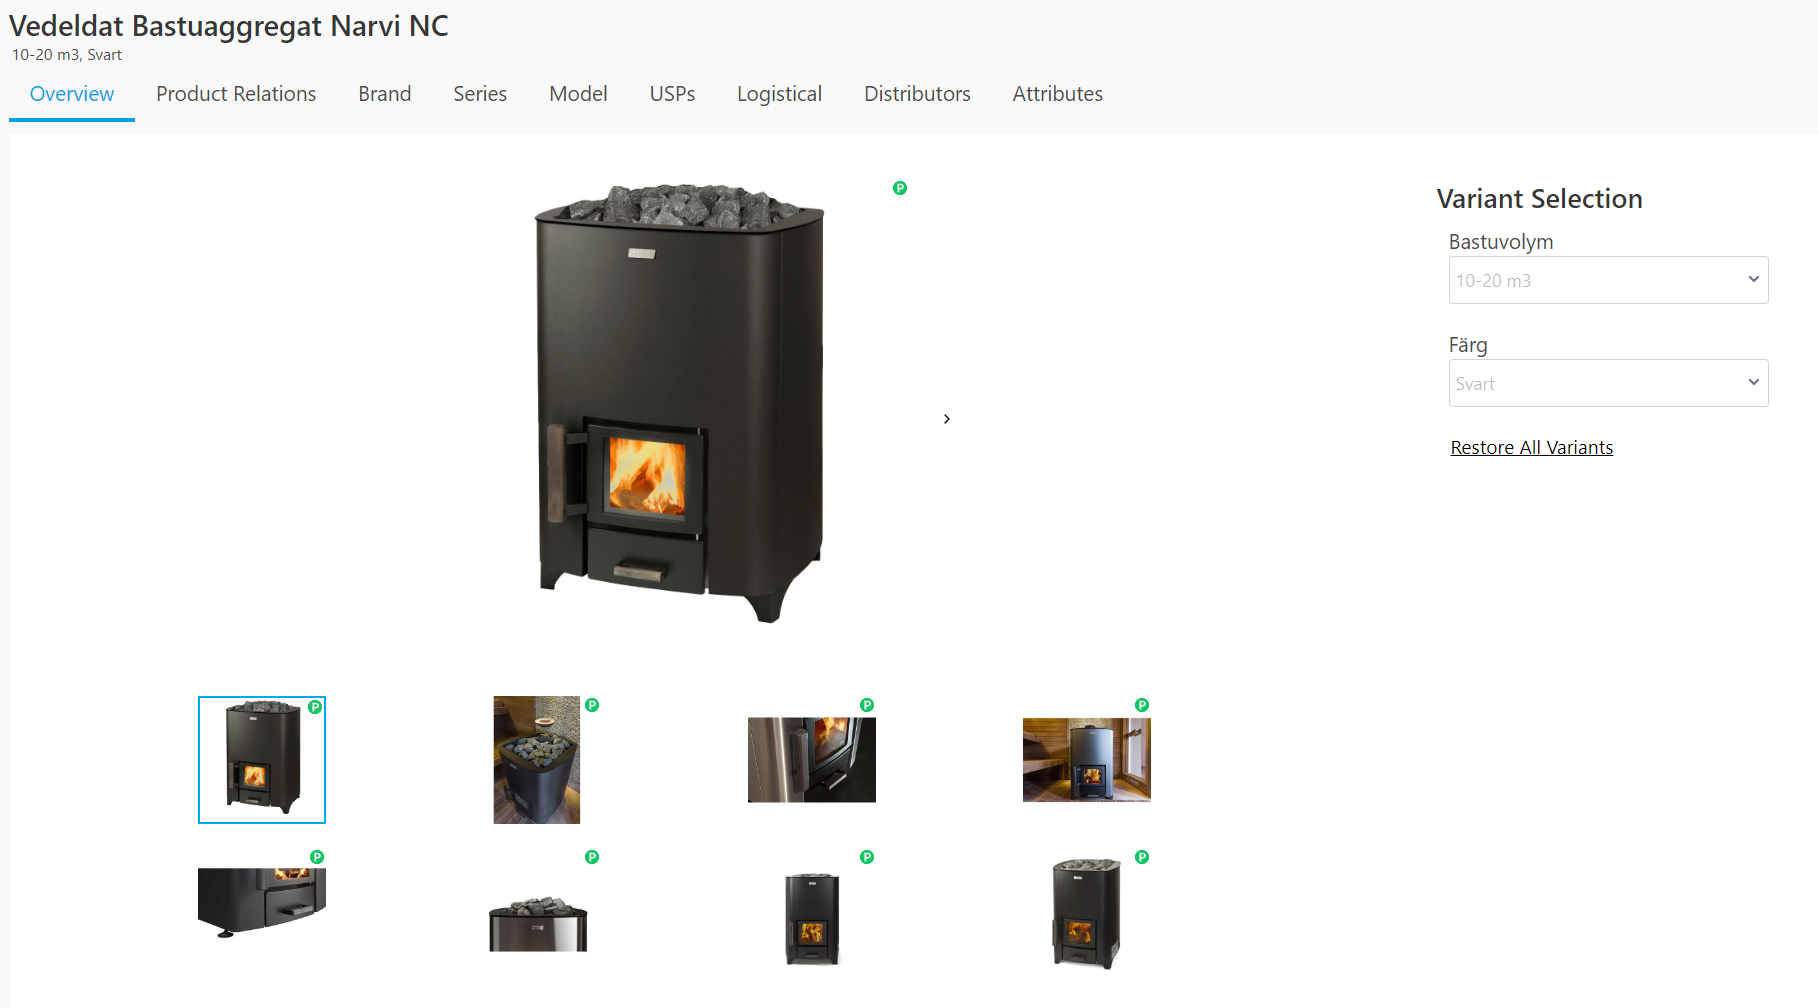 Vedeldat Bastuaggregat Narvi NC
10-20 m3, Svart
Overview Product Relations Brand Series Model USPs Logistical Distributors Attributes
P
Variant Selection
Bastuvolym
10-20 m3
Färg
Svart
Restore All Variants
P P P P
P P P P